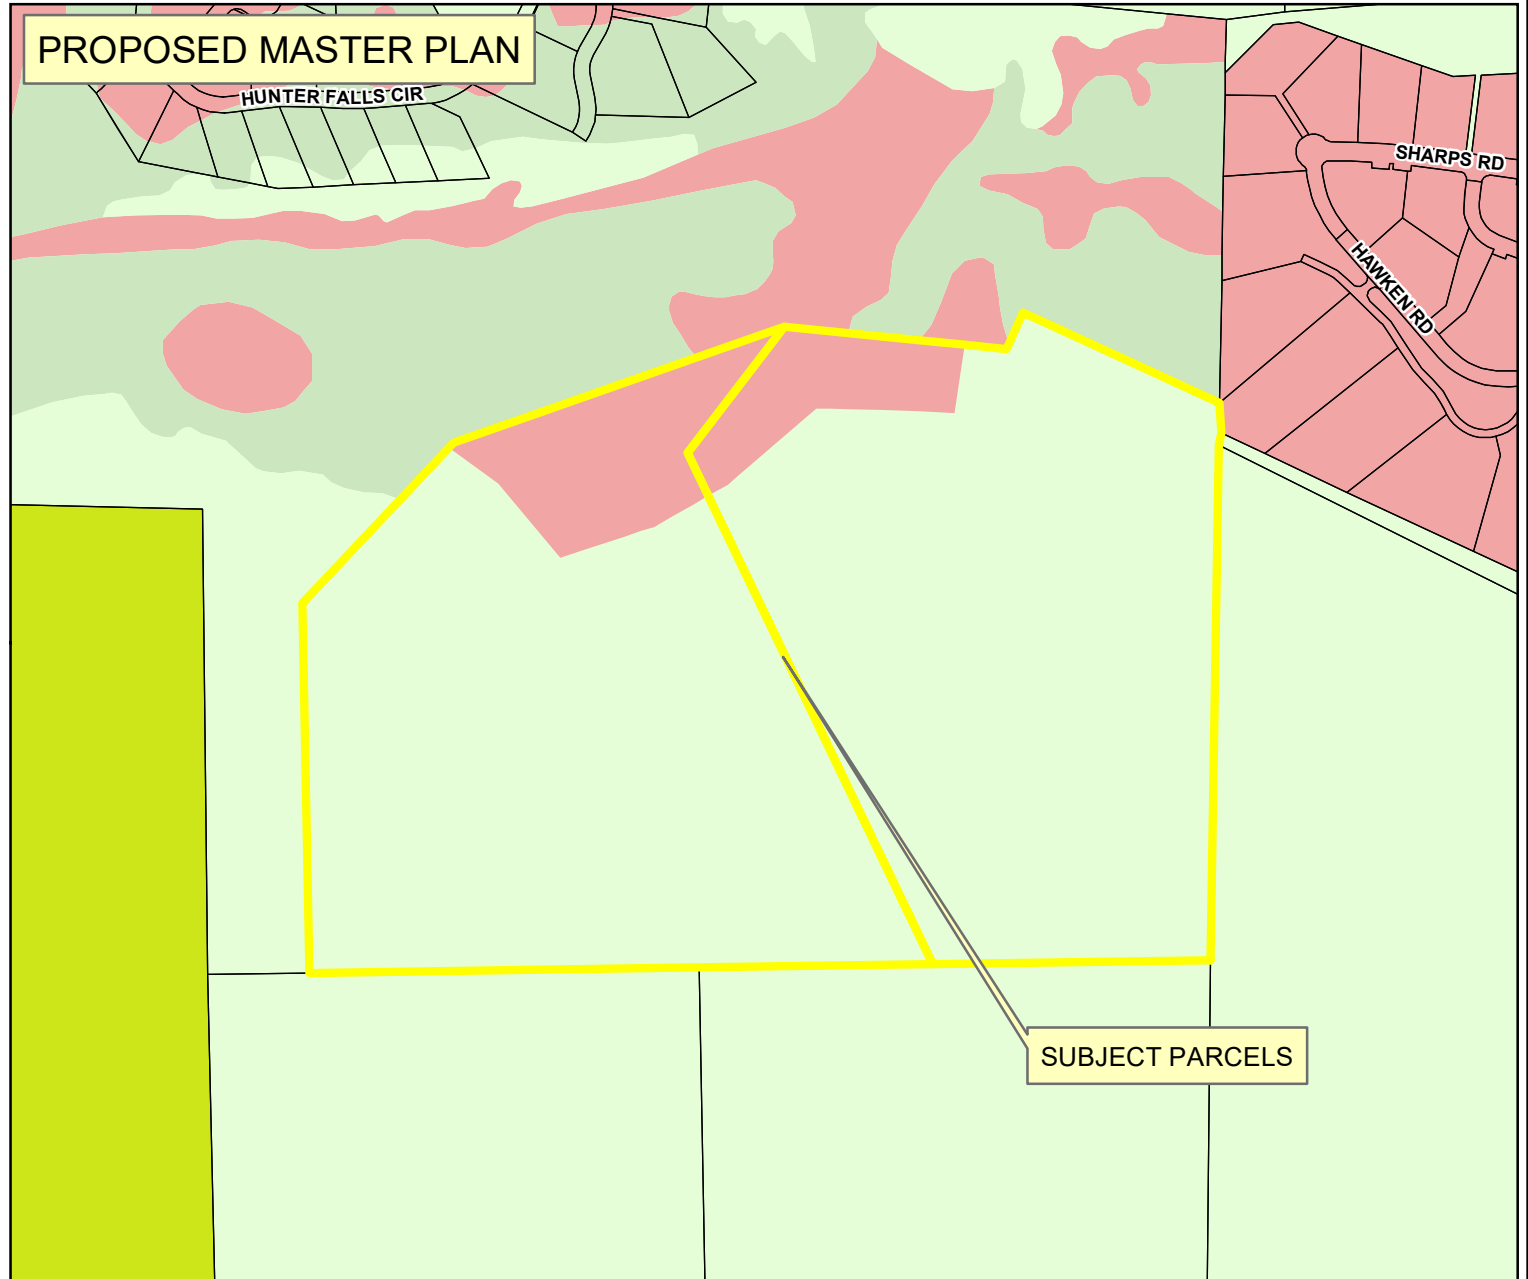 PROPOSED MASTER PLAN
HUNTER FALLS CIR
SHARPS RD
HAWKEN RD
SUBJECT PARCELS